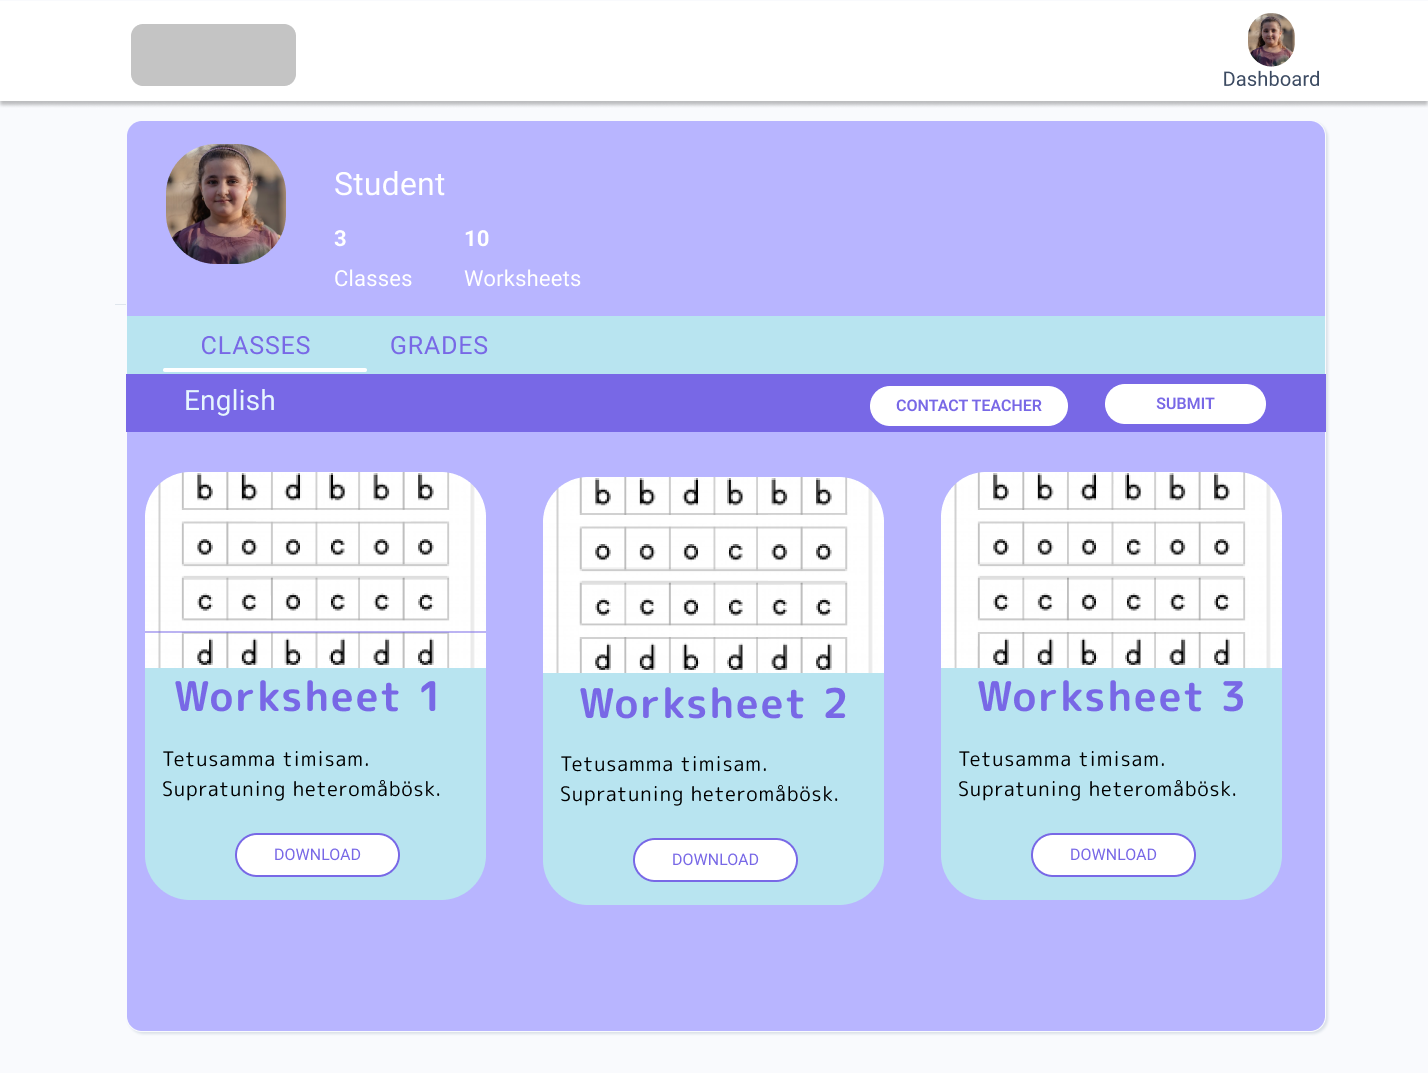 Dashboard
Student
3 10
Classes Worksheets
CLASSES GRADES
English CONTACT TEACHER SUBMIT
b b d b b b
o o o c o o
c c o c c c
d d b d d d
Worksheet 1
Tetusamma timisam.
Supratuning heteromåbösk.
DOWNLOAD
b b d b b b
o o o c o o
c c o c c c
d d b d d d
Worksheet 2
Tetusamma timisam.
Supratuning heteromåbösk.
DOWNLOAD
b b d b b b
o o o c o o
c c o c c c
d d b d d d
Worksheet 3
Tetusamma timisam.
Supratuning heteromåbösk.
DOWNLOAD